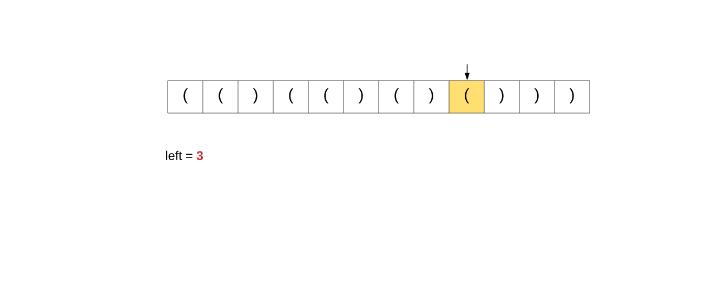 ( ( ) ( ( ) ( ) ( ) ) )
left = 3